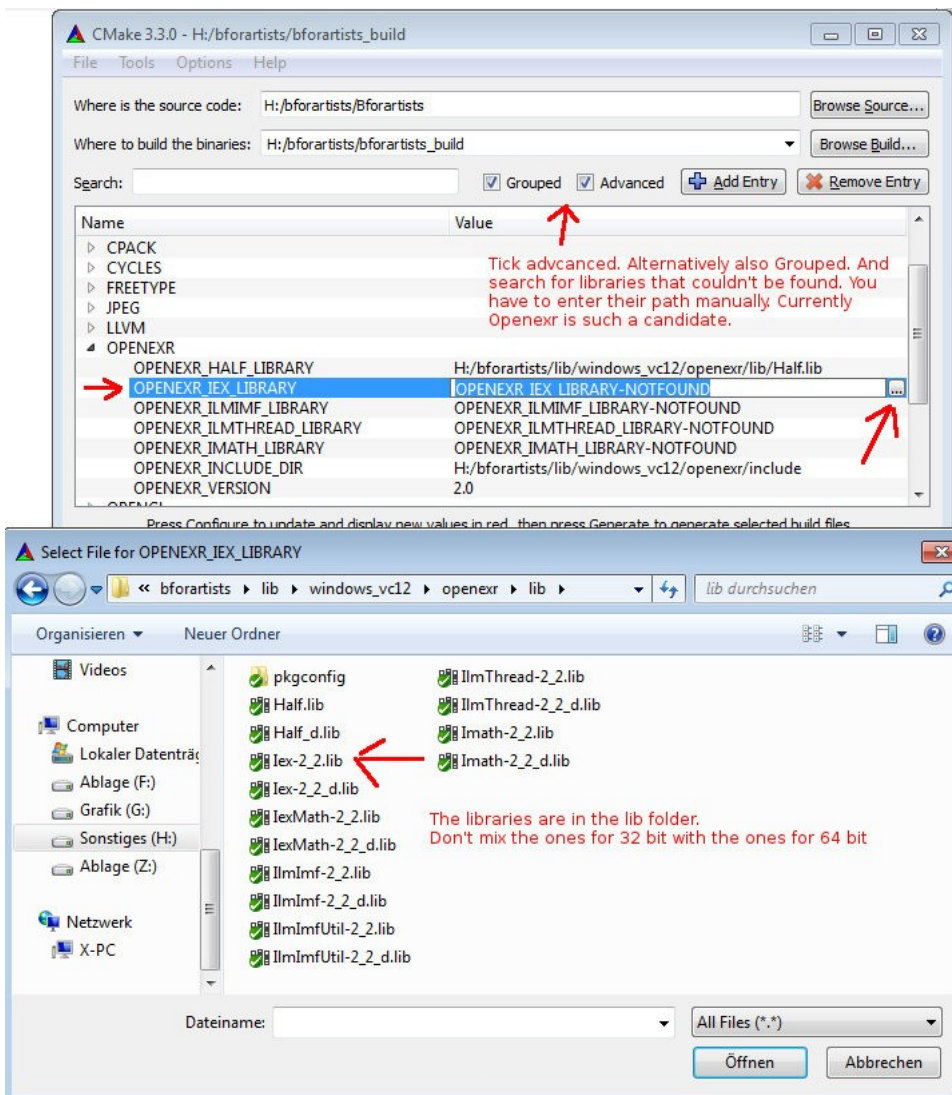 CMake 3.3.0 - H:/bforartists/bforartists_build
File Tools Options Help
Where is the source code: H:/bforartists/Bforartists Browse Source...
Where to build the binaries: H:/bforartists/bforartists_build Browse Build...
Search: Grouped Advanced Add Entry Remove Entry
Name Value
CPACK
CYCLES
FREETYPE
JPEG
LLVM
OPENEXR
Tick advcanced. Alternatively also Grouped. And
search for libraries that couldn't be found. You
have to enter their path manually. Currently
Openexr is such a candidate.
OPENEXR_HALF_LIBRARY H:/bforartists/lib/windows_vc12/openexr/lib/Half.lib
OPENEXR_IEX_LIBRARY OPENEXR_IEX_LIBRARY-NOTFOUND ...
OPENEXR_ILMIMF_LIBRARY OPENEXR_ILMIMF_LIBRARY-NOTFOUND
OPENEXR_ILMTHREAD_LIBRARY OPENEXR_ILMTHREAD_LIBRARY-NOTFOUND
OPENEXR_IMATH_LIBRARY OPENEXR_IMATH_LIBRARY-NOTFOUND
OPENEXR_INCLUDE_DIR H:/bforartists/lib/windows_vc12/openexr/include
OPENEXR_VERSION 2.0
OPENGL
Press Configure to update and display new values in red, then press Generate to generate selected build files.
Select File for OPENEXR_IEX_LIBRARY
« bforartists lib windows_vc12 openexr lib lib durchsuchen
Organisieren Neuer Ordner
Videos
Computer
Lokaler Datenträg
Ablage (F:)
Grafik (G:)
Sonstiges (H:)
Ablage (Z:)
Netzwerk
X-PC
pkgconfig
Half.lib
Half_d.lib
Iex-2_2.lib
Iex-2_2_d.lib
IexMath-2_2.lib
IexMath-2_2_d.lib
IlmImf-2_2.lib
IlmImf-2_2_d.lib
IlmImfUtil-2_2.lib
IlmImfUtil-2_2_d.lib
IlmThread-2_2.lib
IlmThread-2_2_d.lib
Imath-2_2.lib
Imath-2_2_d.lib
The libraries are in the lib folder.
Don't mix the ones for 32 bit with the ones for 64 bit
Dateiname: All Files (*.*)
Öffnen Abbrechen